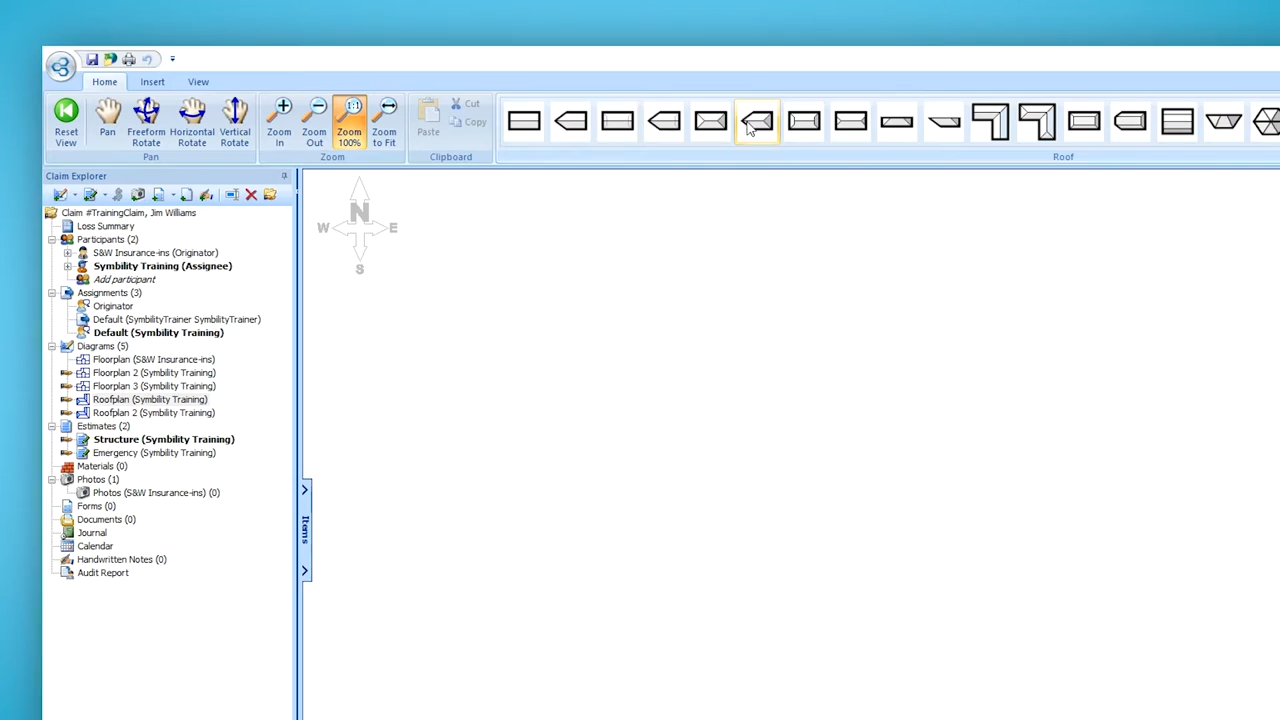 Home Insert View
Reset View
Pan
Freeform Rotate
Horizontal Rotate
Vertical Rotate
Pan
Zoom In
Zoom Out
1:1
Zoom 100%
Zoom to Fit
Zoom
Paste
Cut
Copy
Clipboard
Roof
Claim Explorer
Claim #TrainingClaim, Jim Williams
Loss Summary
Participants (2)
S&W Insurance-ins (Originator)
Symbility Training (Assignee)
Add participant
Assignments (3)
Originator
Default (SymbilityTrainer SymbilityTrainer)
Default (Symbility Training)
Diagrams (5)
Floorplan (S&W Insurance-ins)
Floorplan 2 (Symbility Training)
Floorplan 3 (Symbility Training)
Roofplan (Symbility Training)
Roofplan 2 (Symbility Training)
Estimates (2)
Structure (Symbility Training)
Emergency (Symbility Training)
Materials (0)
Photos (1)
Photos (S&W Insurance-ins) (0)
Forms (0)
Documents (0)
Journal
Calendar
Handwritten Notes (0)
Audit Report
N
W E
S
Items